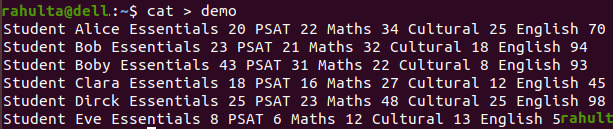 rahulta@dell:~$ cat > demo
Student Alice Essentials 20 PSAT 22 Maths 34 Cultural 25 English 70
Student Bob Essentials 23 PSAT 21 Maths 32 Cultural 18 English 94
Student Boby Essentials 43 PSAT 31 Maths 22 Cultural 8 English 93
Student Clara Essentials 18 PSAT 16 Maths 27 Cultural 12 English 45
Student Dirck Essentials 25 PSAT 23 Maths 48 Cultural 25 English 98
Student Eve Essentials 8 PSAT 6 Maths 12 Cultural 13 English 5rahult